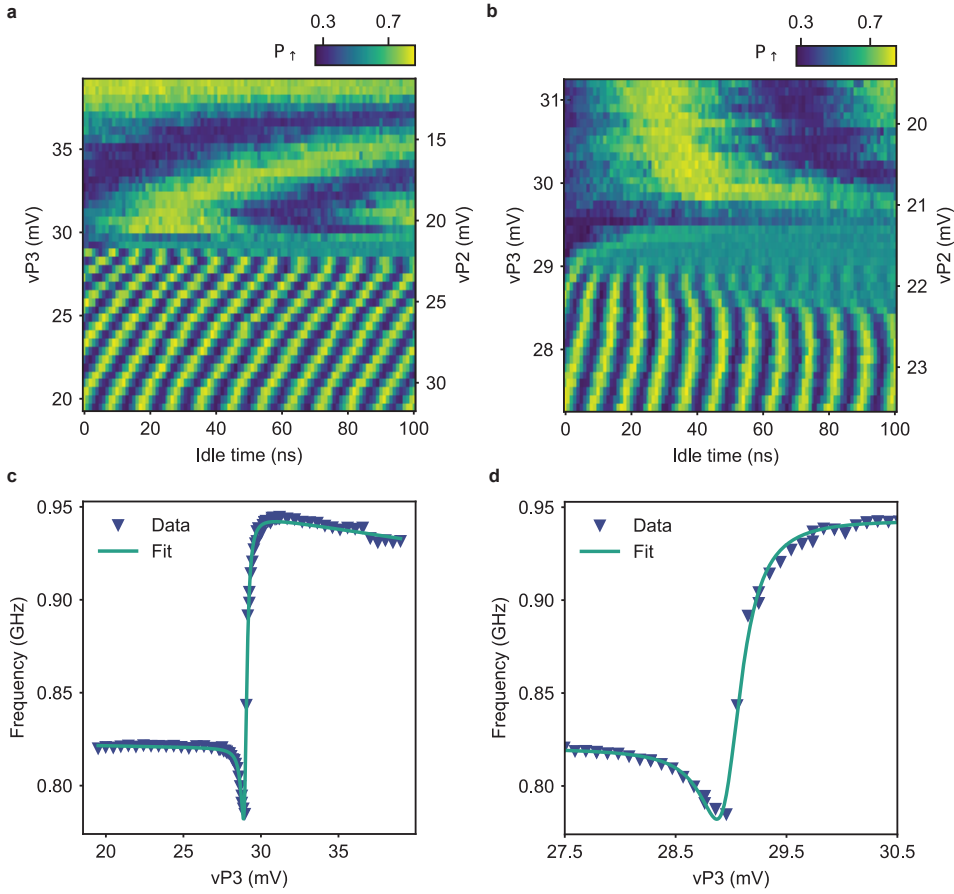 a
0.3 0.7
P↑
35
30
25
20
vP3 (mV)
15
20
25
30
vP2 (mV)
0 20 40 60 80 100
Idle time (ns)
b
0.3 0.7
P↑
31
30
29
28
vP3 (mV)
20
21
22
23
vP2 (mV)
0 20 40 60 80 100
Idle time (ns)
c
0.95
0.90
0.85
0.80
Frequency (GHz)
Data
Fit
20 25 30 35
vP3 (mV)
d
0.95
0.90
0.85
0.80
Frequency (GHz)
Data
Fit
27.5 28.5 29.5 30.5
vP3 (mV)